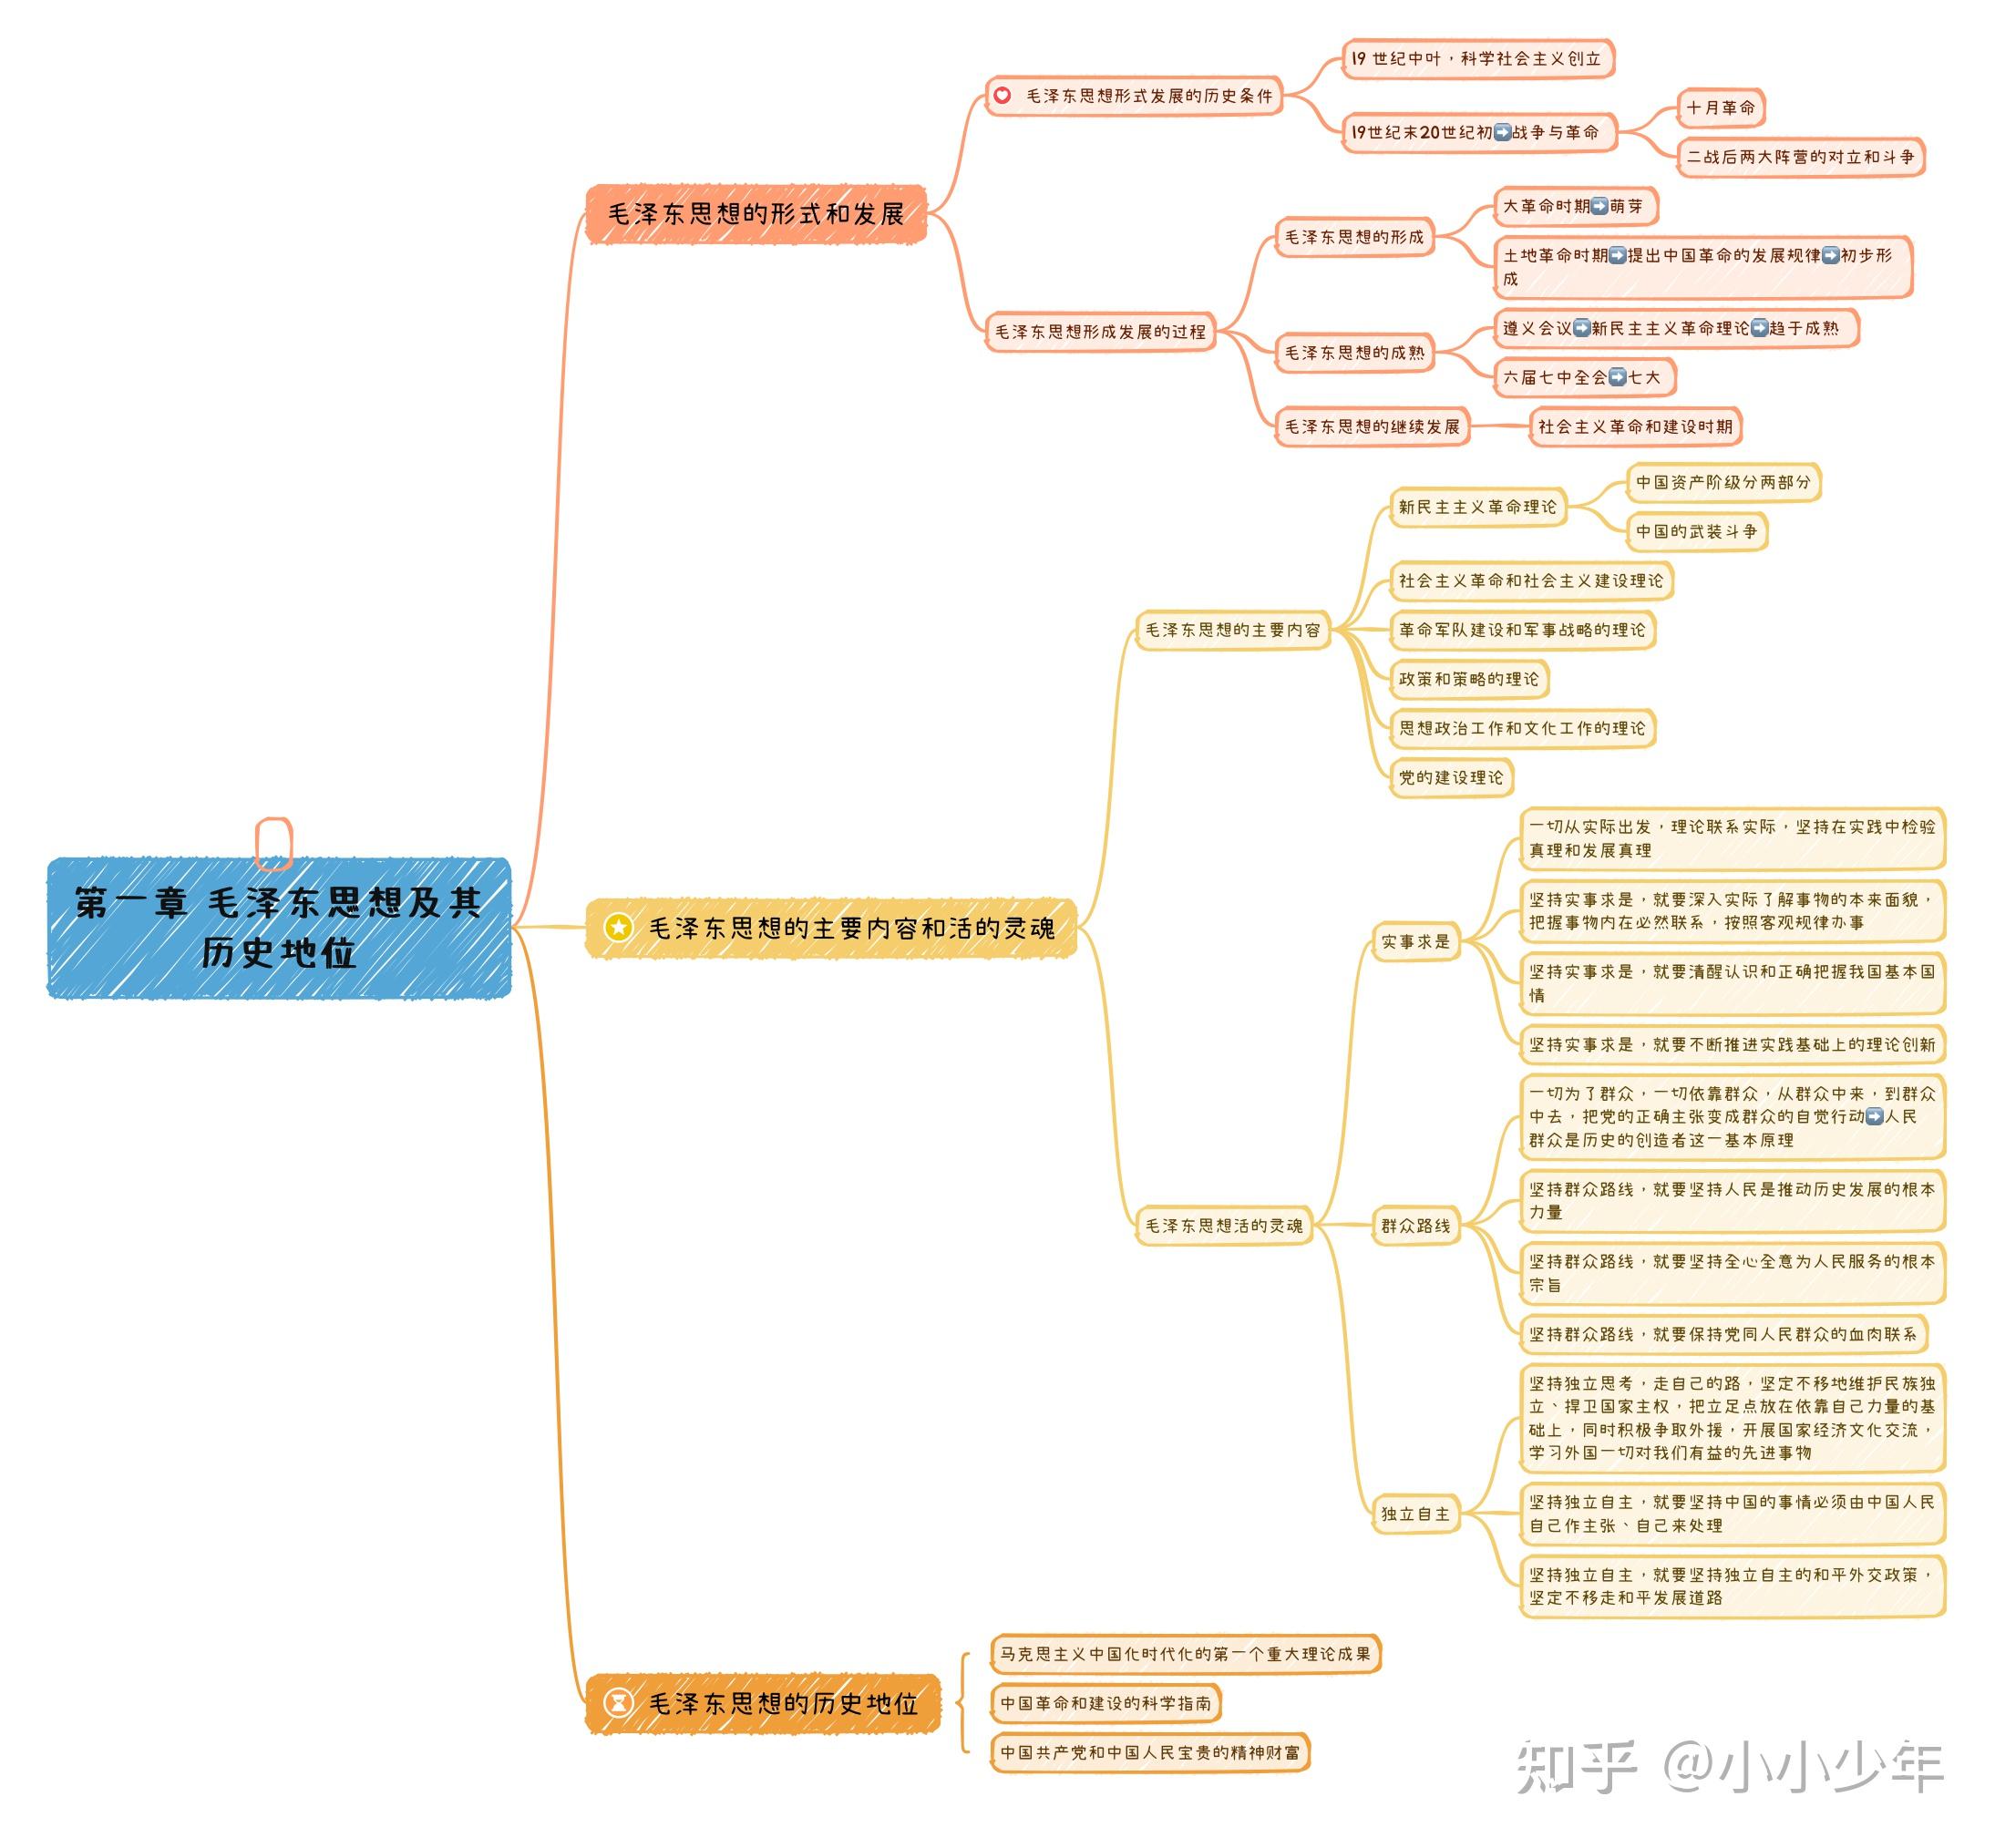 第一章 毛泽东思想及其
历史地位
毛泽东思想的形式和发展
毛泽东思想形式发展的历史条件
19 世纪中叶，科学社会主义创立
19世纪末20世纪初➡️战争与革命
十月革命
二战后两大阵营的对立和斗争
毛泽东思想形成发展的过程
毛泽东思想的形成
大革命时期➡️萌芽
土地革命时期➡️提出中国革命的发展规律➡️初步形
成
毛泽东思想的成熟
遵义会议➡️新民主主义革命理论➡️趋于成熟
六届七中全会➡️七大
毛泽东思想的继续发展
社会主义革命和建设时期
毛泽东思想的主要内容和活的灵魂
毛泽东思想的主要内容
新民主主义革命理论
中国资产阶级分两部分
中国的武装斗争
社会主义革命和社会主义建设理论
革命军队建设和军事战略的理论
政策和策略的理论
思想政治工作和文化工作的理论
党的建设理论
毛泽东思想活的灵魂
实事求是
一切从实际出发，理论联系实际，坚持在实践中检验
真理和发展真理
坚持实事求是，就要深入实际了解事物的本来面貌，
把握事物内在必然联系，按照客观规律办事
坚持实事求是，就要清醒认识和正确把握我国基本国
情
坚持实事求是，就要不断推进实践基础上的理论创新
群众路线
一切为了群众，一切依靠群众，从群众中来，到群众
中去，把党的正确主张变成群众的自觉行动➡️人民
群众是历史的创造者这一基本原理
坚持群众路线，就要坚持人民是推动历史发展的根本
力量
坚持群众路线，就要坚持全心全意为人民服务的根本
宗旨
坚持群众路线，就要保持党同人民群众的血肉联系
独立自主
坚持独立思考，走自己的路，坚定不移地维护民族独
立、捍卫国家主权，把立足点放在依靠自己力量的基
础上，同时积极争取外援，开展国家经济文化交流，
学习外国一切对我们有益的先进事物
坚持独立自主，就要坚持中国的事情必须由中国人民
自己作主张、自己来处理
坚持独立自主，就要坚持独立自主的和平外交政策，
坚定不移走和平发展道路
毛泽东思想的历史地位
马克思主义中国化时代化的第一个重大理论成果
中国革命和建设的科学指南
中国共产党和中国人民宝贵的精神财富
知乎 @小小少年